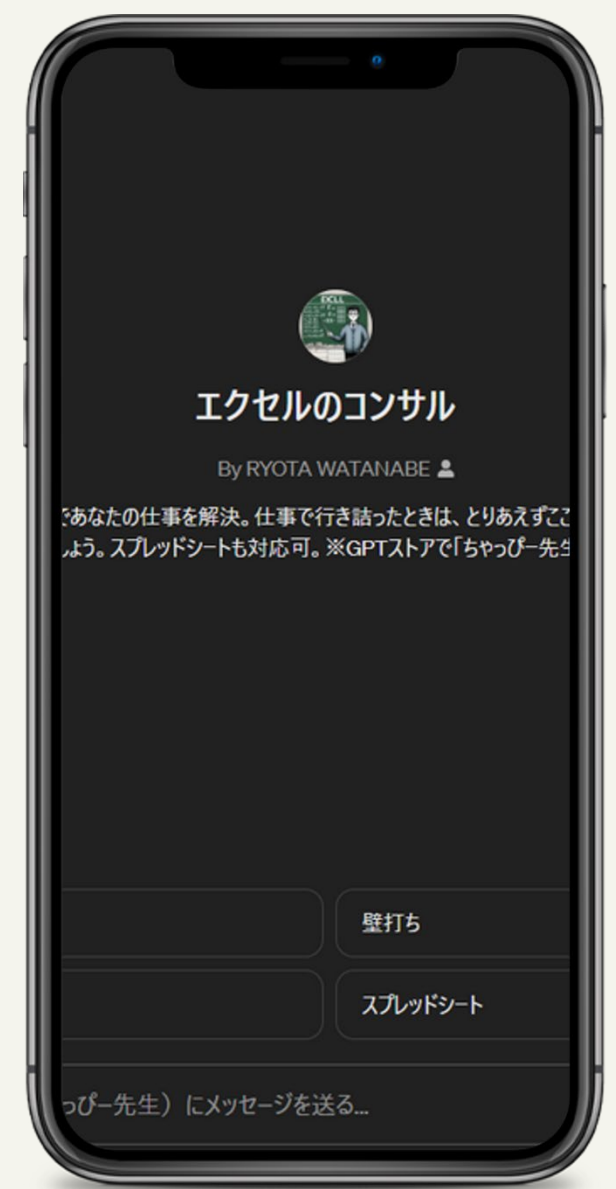 エクセルのコンサル
By RYOTA WATANABE
であなたの仕事を解決。仕事で行き詰ったときは、とりあえずここ
しょう。スプレッドシートも対応可。※GPTストアで「ちゃっぴー先生
壁打ち
スプレッドシート
っぴー先生）にメッセージを送る...